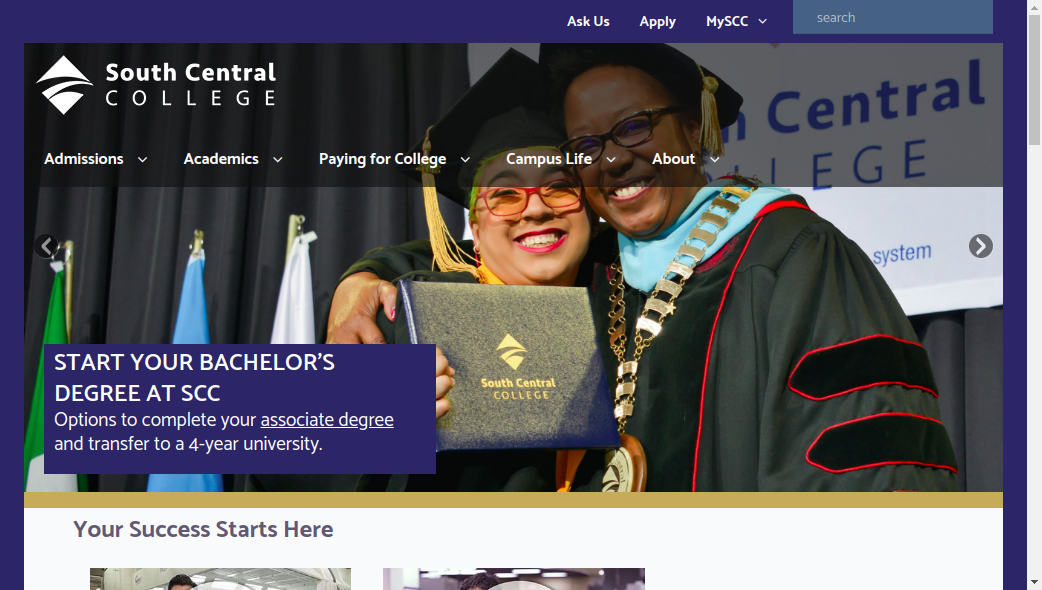 Ask Us
Apply
MySCC
search
South Central
COLLEGE
Central
LLEGE
system
Admissions
Academics
Paying for College
Campus Life
About
South Central
COLLEGE
START YOUR BACHELOR'S
DEGREE AT SCC
Options to complete your associate degree
and transfer to a 4-year university.
Your Success Starts Here